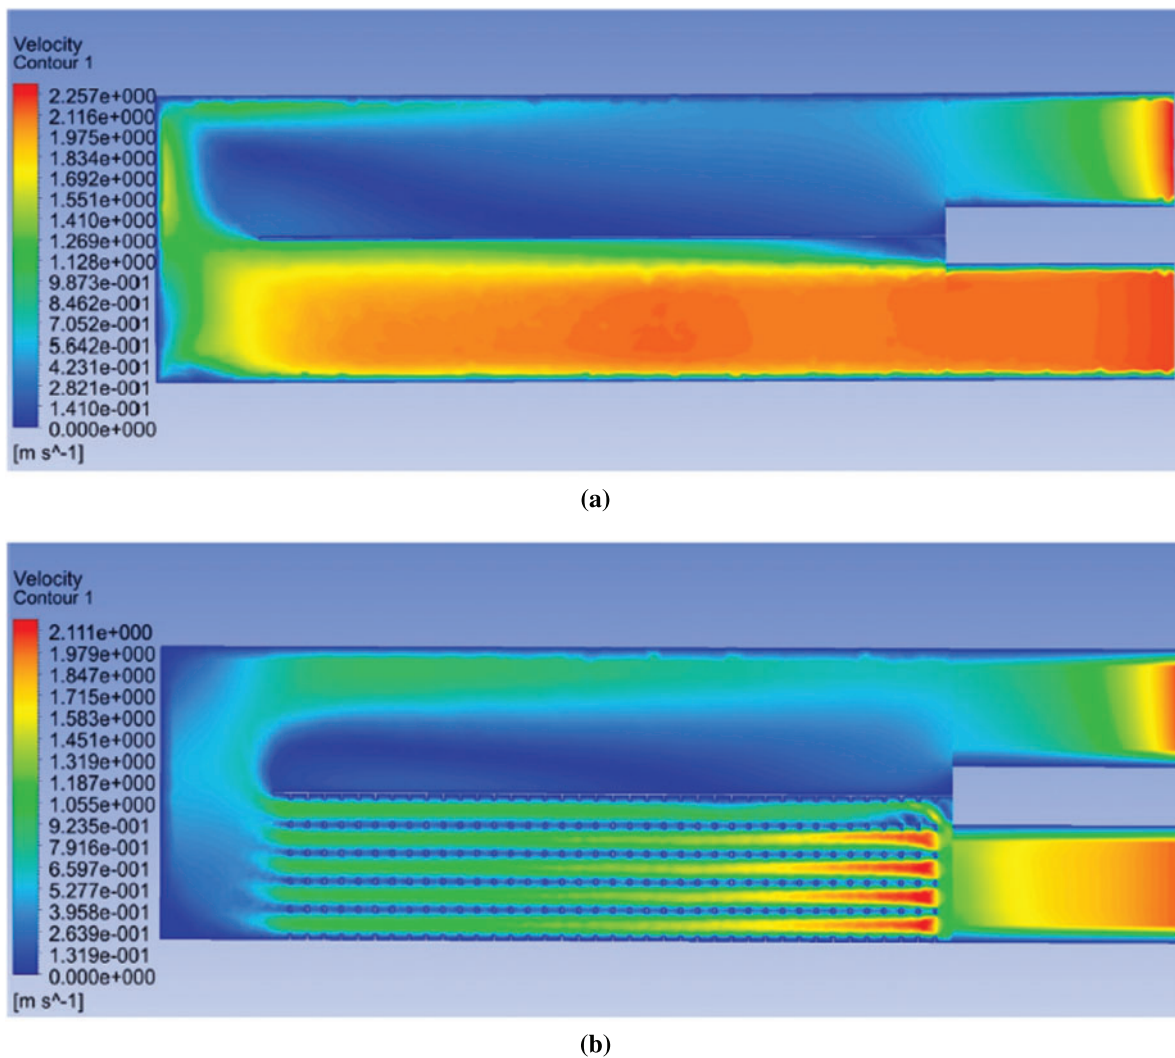 Velocity
Contour 1
2.257e+000
2.116e+000
1.975e+000
1.834e+000
1.692e+000
1.551e+000
1.410e+000
1.269e+000
1.128e+000
9.873e-001
8.462e-001
7.052e-001
5.642e-001
4.231e-001
2.821e-001
1.410e-001
0.000e+000
[m s^-1]
(a)
Velocity
Contour 1
2.111e+000
1.979e+000
1.847e+000
1.715e+000
1.583e+000
1.451e+000
1.319e+000
1.187e+000
1.055e+000
9.235e-001
7.916e-001
6.597e-001
5.277e-001
3.958e-001
2.639e-001
1.319e-001
0.000e+000
[m s^-1]
(b)